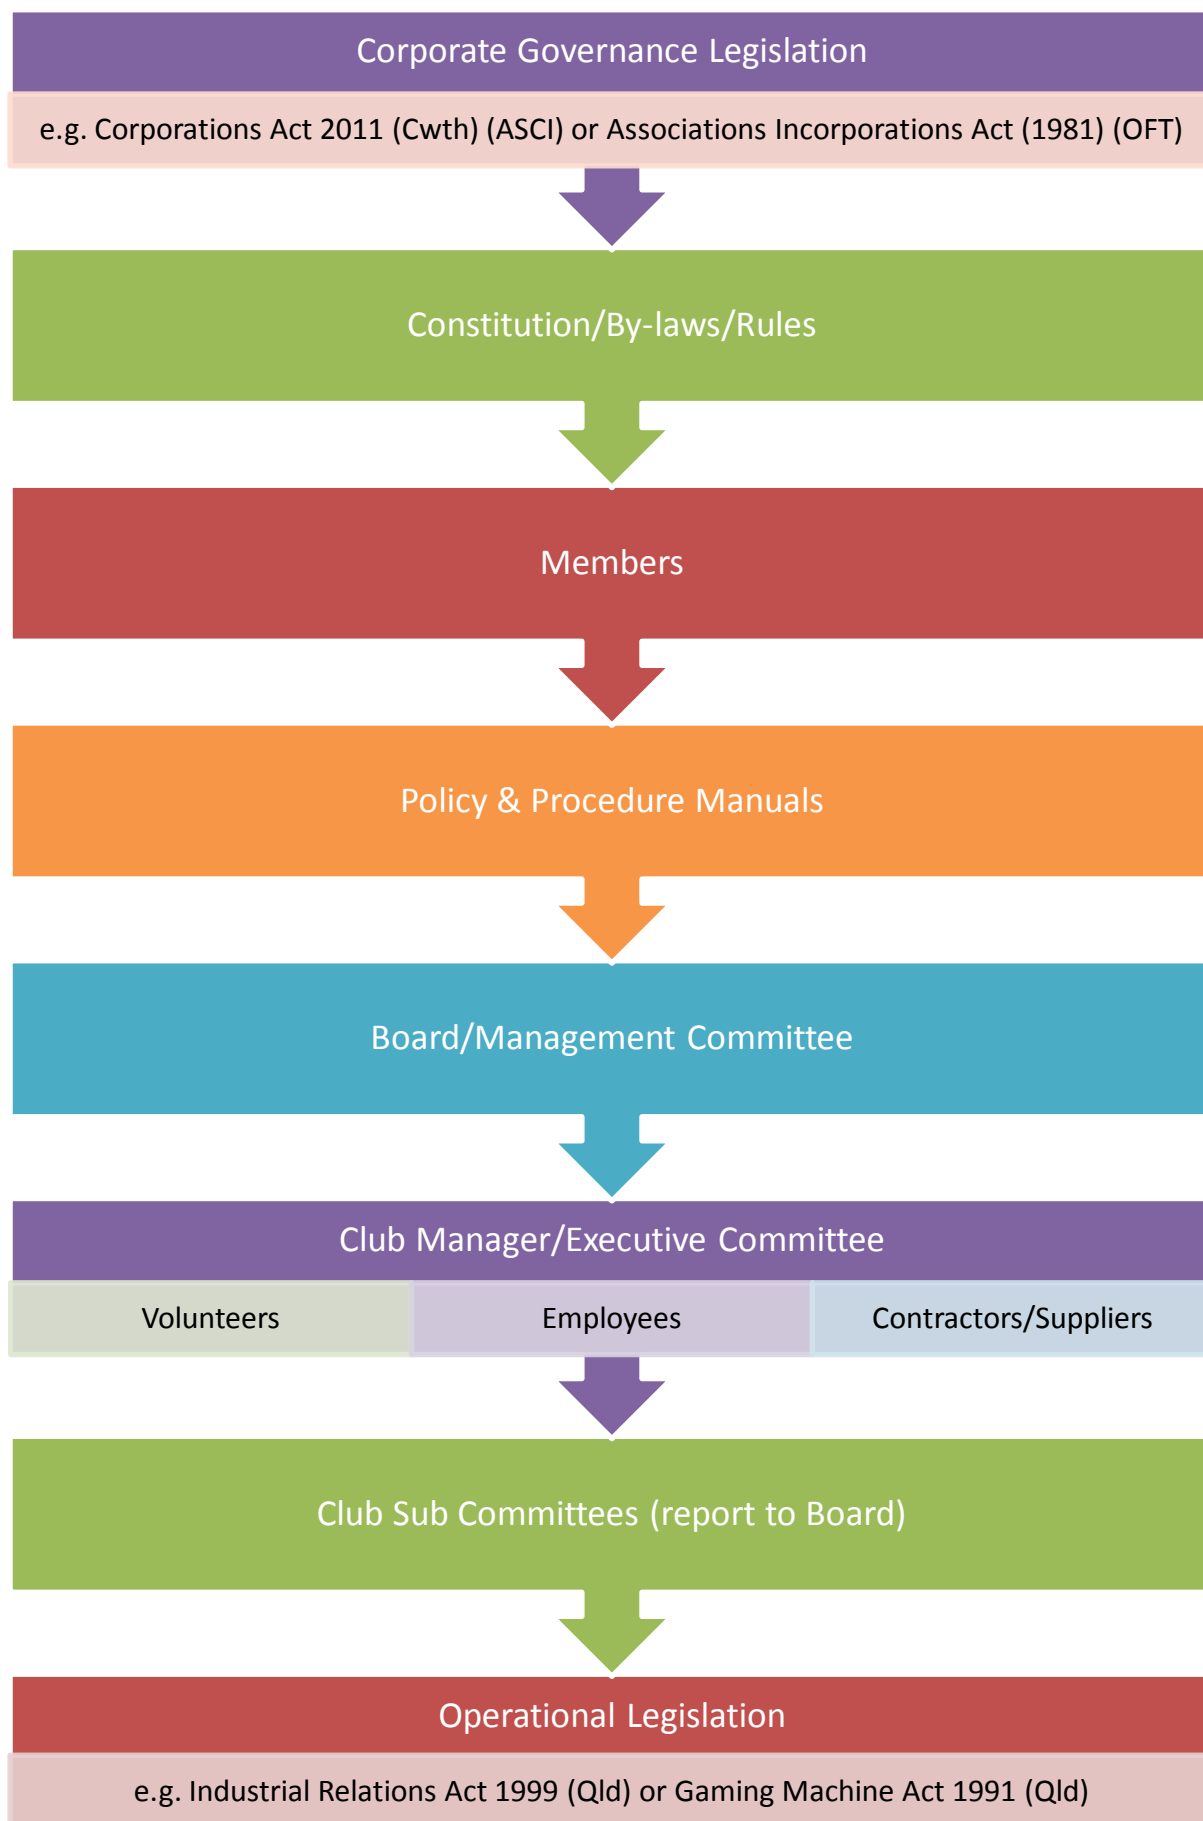 Corporate Governance Legislation
e.g. Corporations Act 2011 (Cwth) (ASCI) or Associations Incorporations Act (1981) (OFT)
Constitution/By-laws/Rules
Members
Policy & Procedure Manuals
Board/Management Committee
Club Manager/Executive Committee
Volunteers
Employees
Contractors/Suppliers
Club Sub Committees (report to Board)
Operational Legislation
e.g. Industrial Relations Act 1999 (Qld) or Gaming Machine Act 1991 (Qld)